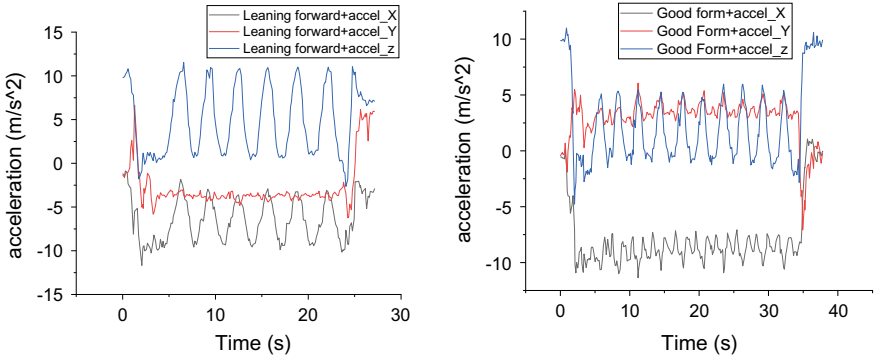 Leaning forward+accel_X
Leaning forward+accel_Y
Leaning forward+accel_z
15
10
5
0
-5
-10
-15
acceleration (m/s^2)
0
10
20
30
Time (s)
Good form+accel_X
Good Form+accel_Y
Good Form+accel_z
10
5
0
-5
-10
acceleration (m/s^2)
0
10
20
30
40
Time (s)